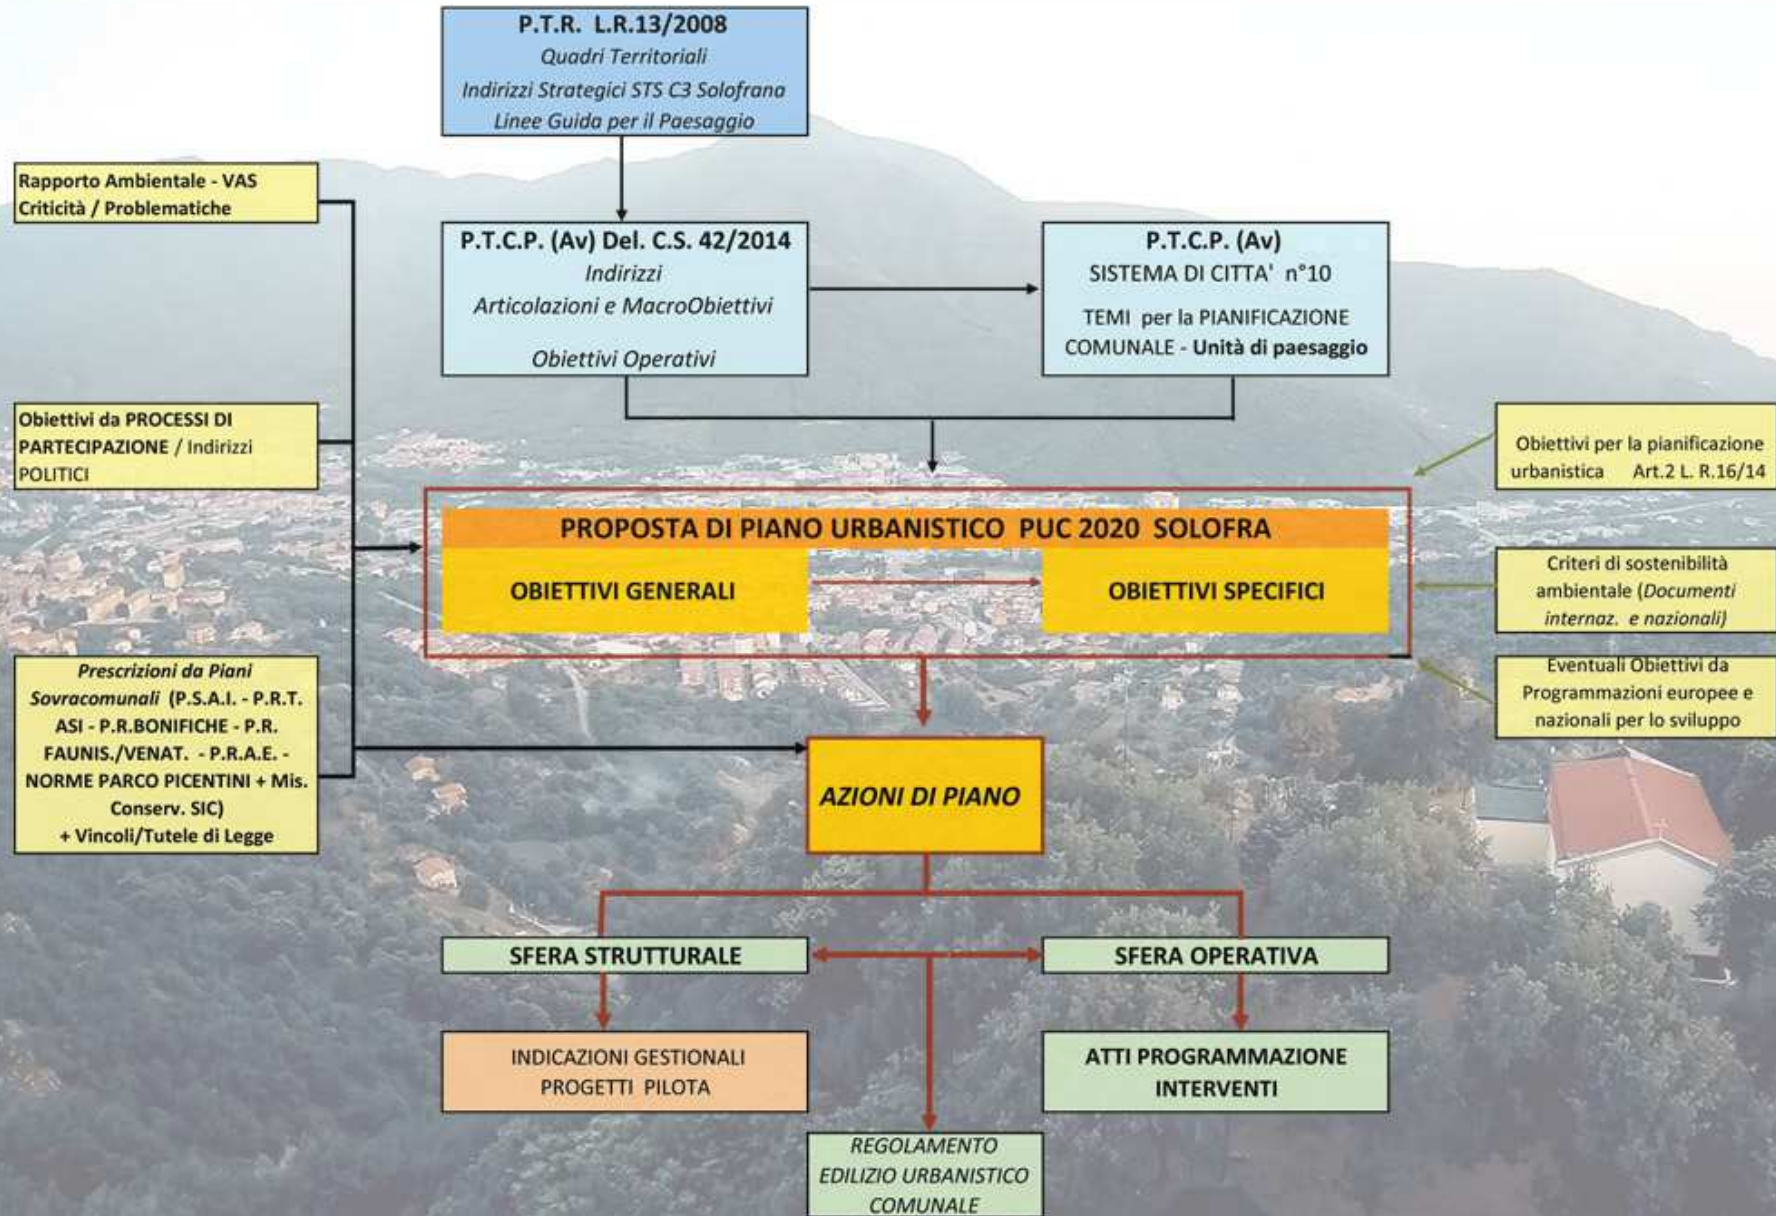 P.T.R. L.R.13/2008
Quadri Territoriali
Indirizzi Strategici STS C3 Solofrana
Linee Guida per il Paesaggio
Rapporto Ambientale - VAS
Criticità / Problematiche
P.T.C.P. (Av) Del. C.S. 42/2014
Indirizzi
Articolazioni e MacroObiettivi
Obiettivi Operativi
P.T.C.P. (Av)
SISTEMA DI CITTA' n°10
TEMI per la PIANIFICAZIONE
COMUNALE - Unità di paesaggio
Obiettivi da PROCESSI DI
PARTECIPAZIONE / Indirizzi
POLITICI
Obiettivi per la pianificazione
urbanistica Art.2 L. R.16/14
PROPOSTA DI PIANO URBANISTICO PUC 2020 SOLOFRA
OBIETTIVI GENERALI
OBIETTIVI SPECIFICI
Criteri di sostenibilità
ambientale (Documenti
internaz. e nazionali)
Prescrizioni da Piani
Sovracomunali (P.S.A.I. - P.R.T.
ASI - P.R.BONIFICHE - P.R.
FAUNIS./VENAT. - P.R.A.E. -
NORME PARCO PICENTINI + Mis.
Conserv. SIC)
+ Vincoli/Tutele di Legge
Eventuali Obiettivi da
Programmazioni europee e
nazionali per lo sviluppo
AZIONI DI PIANO
SFERA STRUTTURALE
SFERA OPERATIVA
INDICAZIONI GESTIONALI
PROGETTI PILOTA
ATTI PROGRAMMAZIONE
INTERVENTI
REGOLAMENTO
EDILIZIO URBANISTICO
COMUNALE